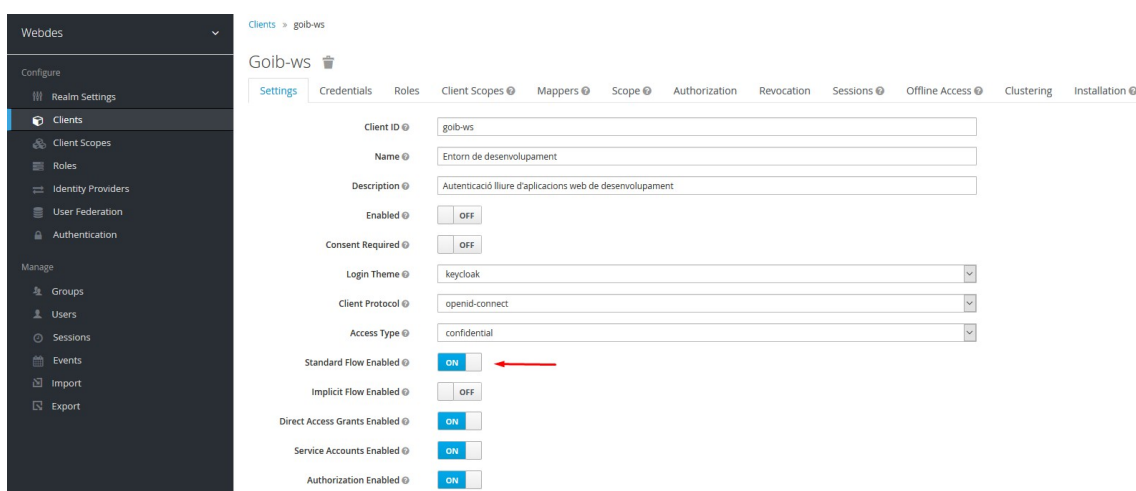 Webdes
Configure
Realm Settings
Clients
Client Scopes
Roles
Identity Providers
User Federation
Authentication
Manage
Groups
Users
Sessions
Events
Import
Export
Clients » goib-ws
Goib-ws
Settings Credentials Roles Client Scopes Mappers Scope Authorization Revocation Sessions Offline Access Clustering Installation
Client ID goib-ws
Name Entorn de desenvolupament
Description Autenticació lliure d'aplicacions web de desenvolupament
Enabled OFF
Consent Required OFF
Login Theme keycloak
Client Protocol openid-connect
Access Type confidential
Standard Flow Enabled ON
Implicit Flow Enabled OFF
Direct Access Grants Enabled ON
Service Accounts Enabled ON
Authorization Enabled ON